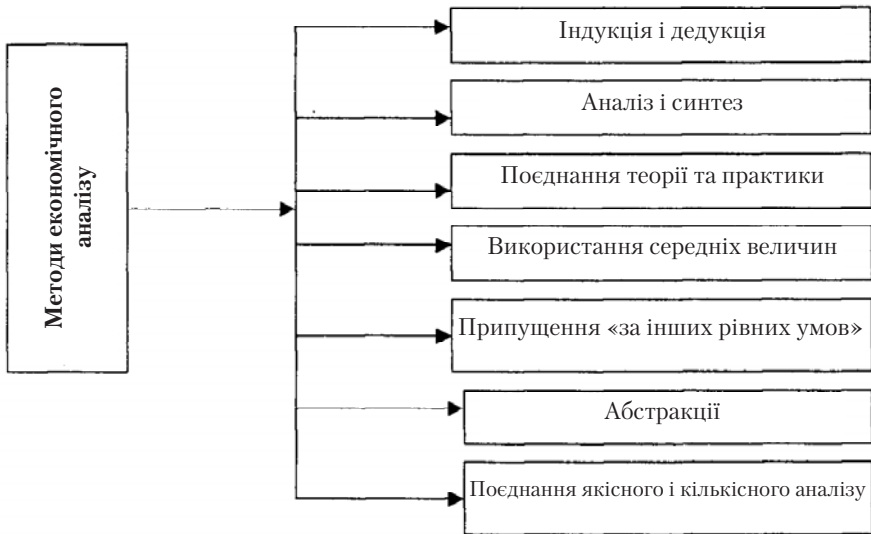 Методи економічного
аналізу
Індукція і дедукція
Аналіз і синтез
Поєднання теорії та практики
Використання середніх величин
Припущення «за інших рівних умов»
Абстракції
Поєднання якісного і кількісного аналізу